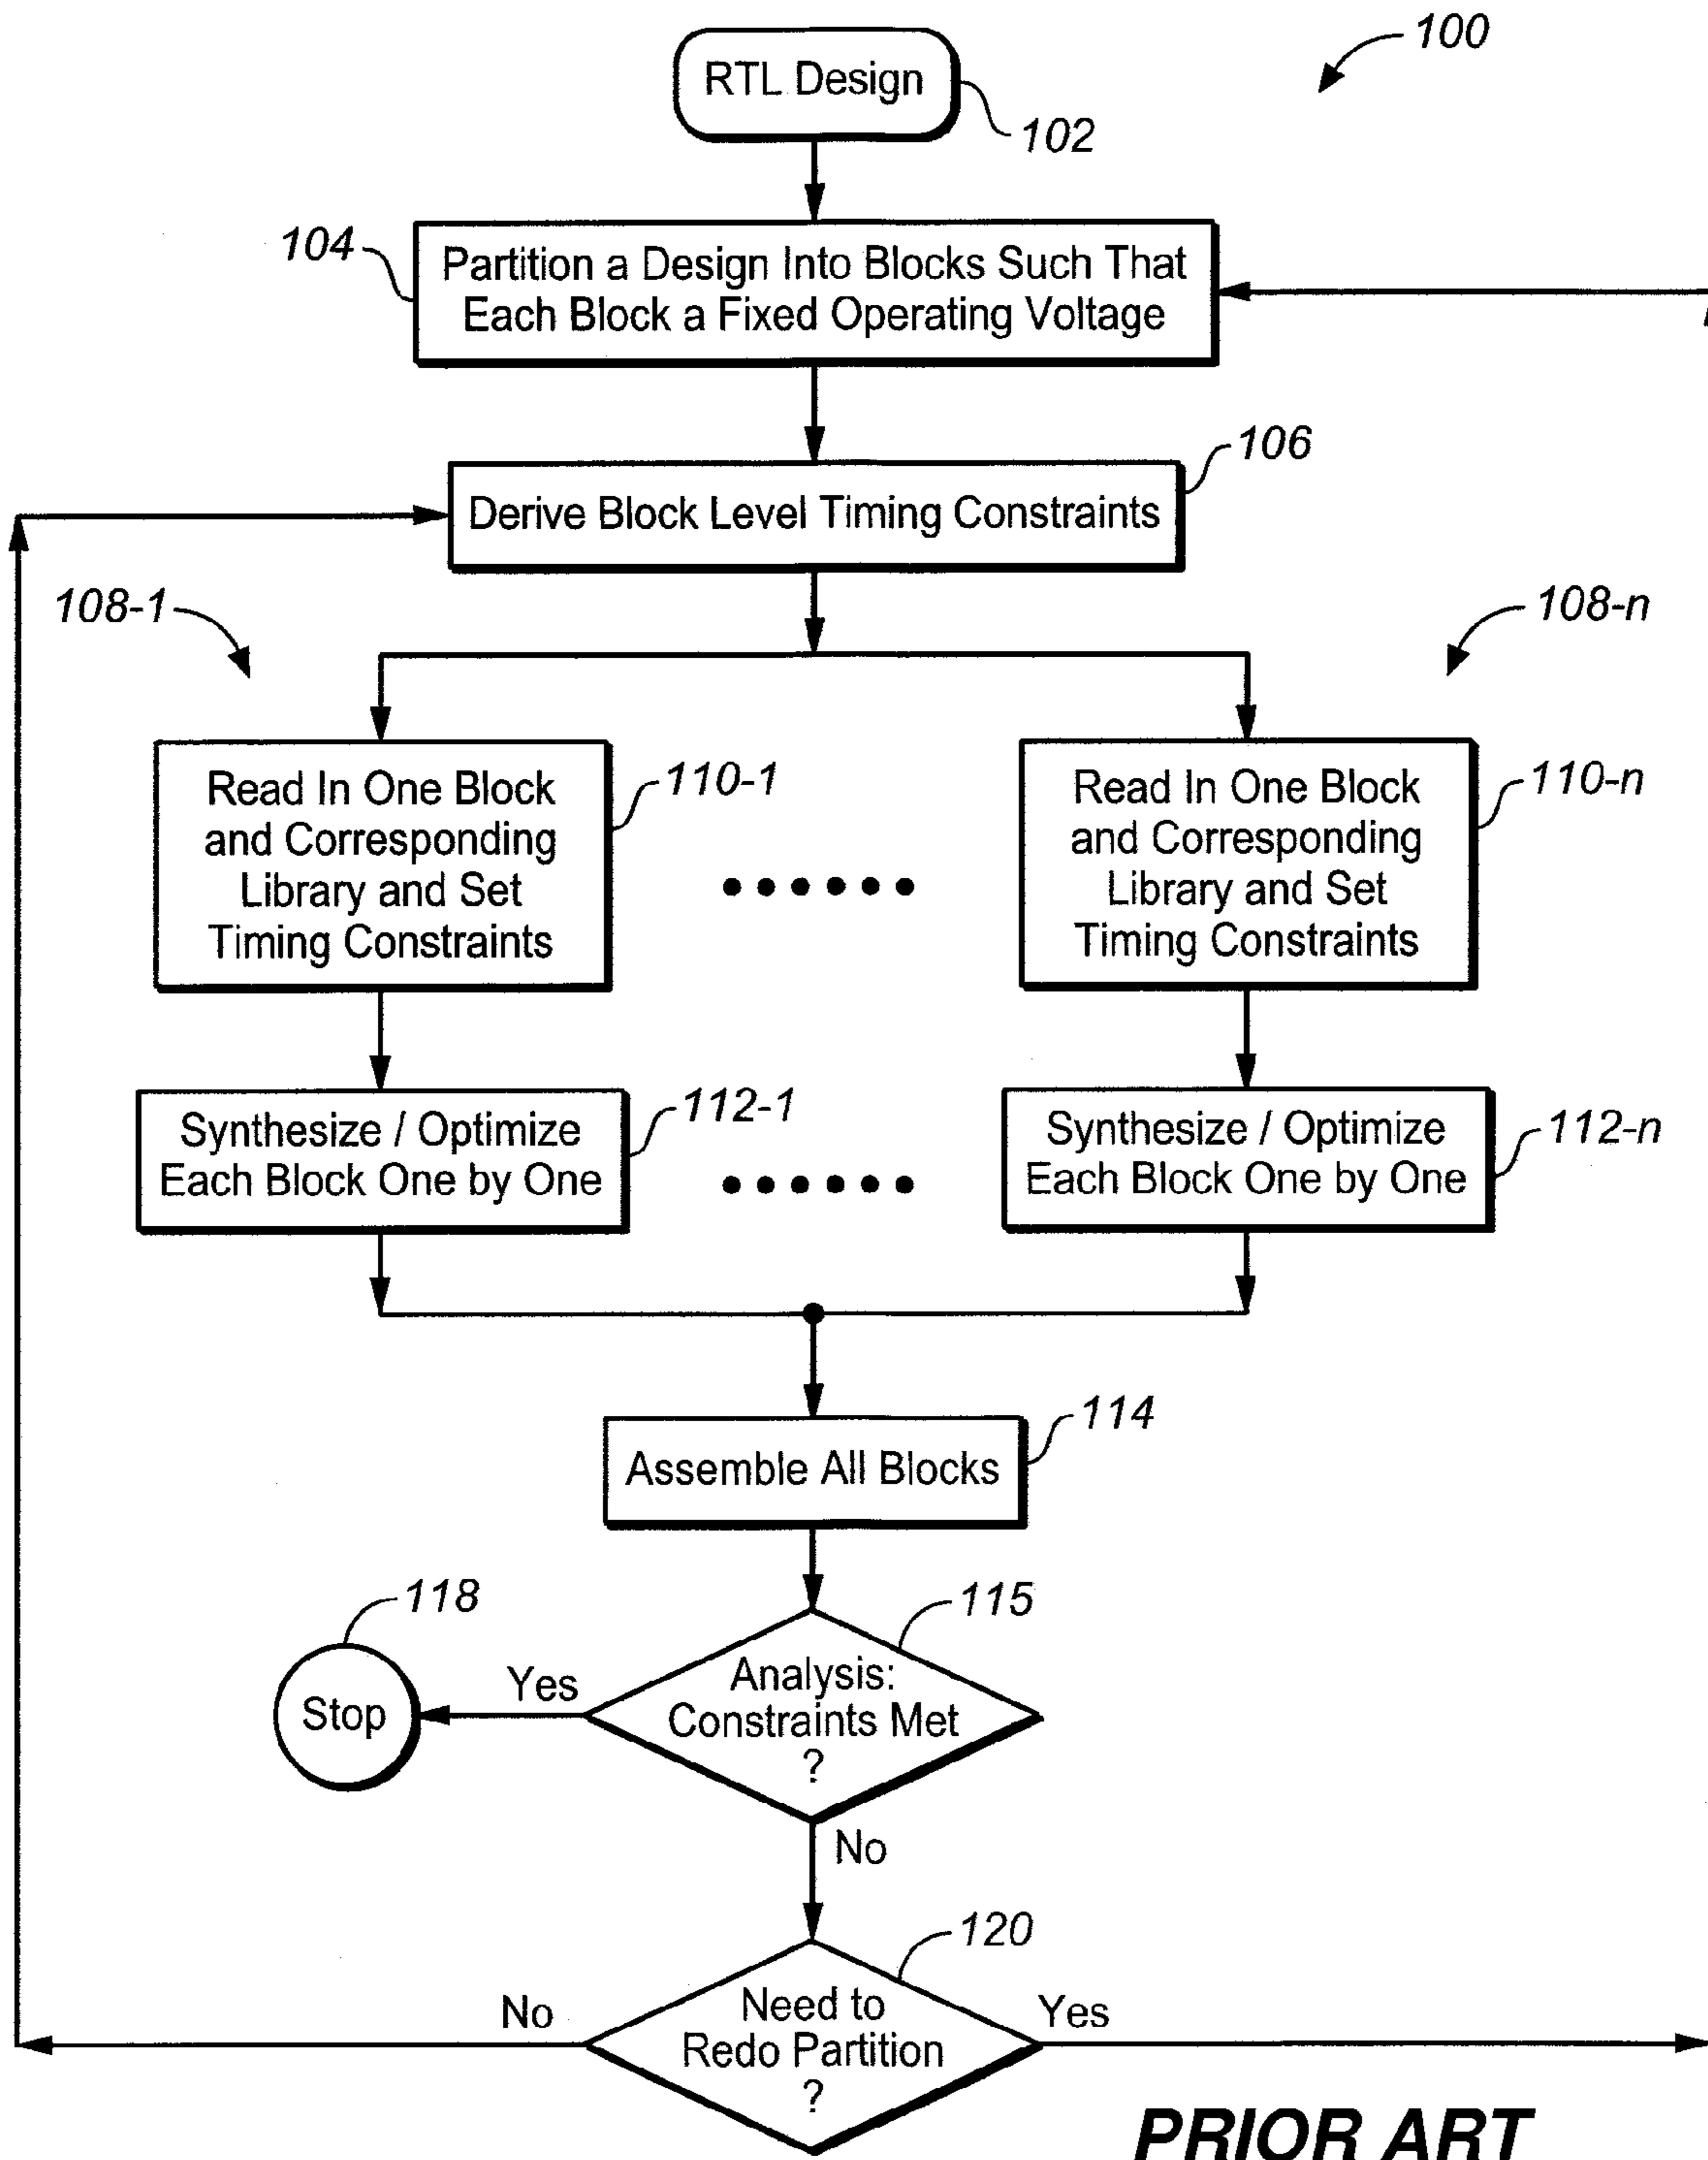 100
RTL Design
102
104
Partition a Design Into Blocks Such That
Each Block a Fixed Operating Voltage
106
Derive Block Level Timing Constraints
108-1
108-n
Read In One Block
and Corresponding
Library and Set
Timing Constraints
110-1
Read In One Block
and Corresponding
Library and Set
Timing Constraints
110-n
Synthesize / Optimize
Each Block One by One
112-1
Synthesize / Optimize
Each Block One by One
112-n
114
Assemble All Blocks
118
115
Stop
Yes
Analysis:
Constraints Met
?
No
120
No
Need to
Redo Partition
?
Yes
PRIOR ART